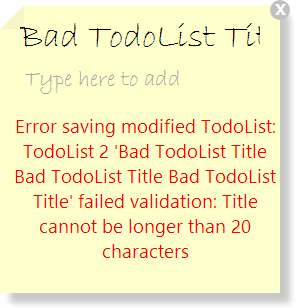 Bad TodoList Tit
Type here to add
Error saving modified TodoList:
TodoList 2 'Bad TodoList Title
Bad TodoList Title Bad TodoList
Title' failed validation: Title
cannot be longer than 20
characters